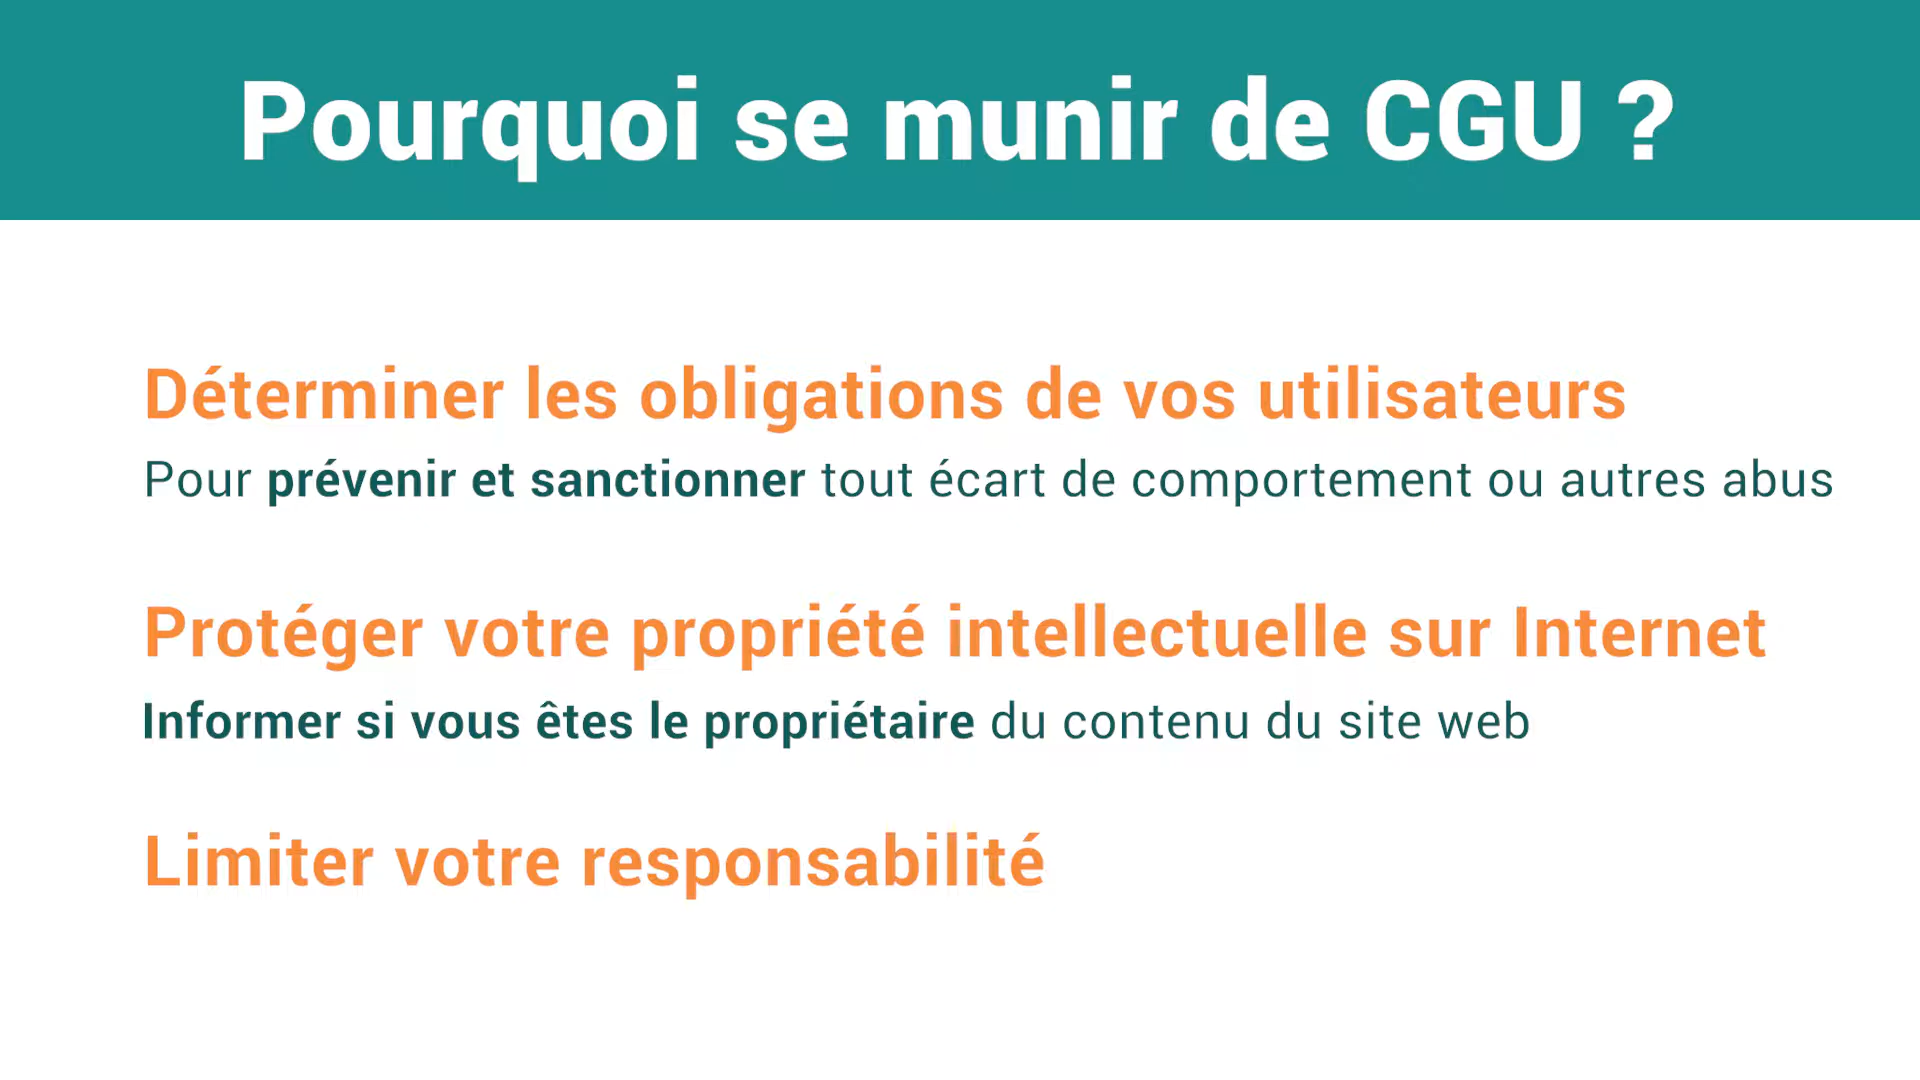 Pourquoi se munir de CGU ?
Déterminer les obligations de vos utilisateurs
Pour prévenir et sanctionner tout écart de comportement ou autres abus
Protéger votre propriété intellectuelle sur Internet
Informer si vous êtes le propriétaire du contenu du site web
Limiter votre responsabilité